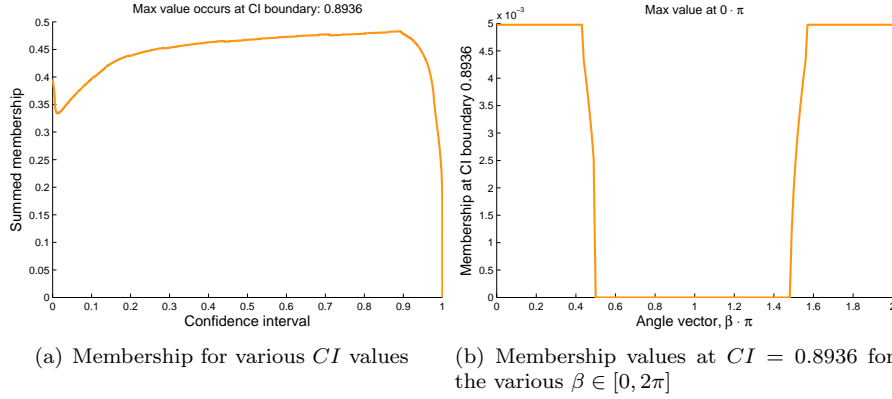 Max value occurs at CI boundary: 0.8936
0.5
0.45
0.4
0.35
0.3
0.25
0.2
0.15
0.1
0.05
0
Summed membership
0 0.1 0.2 0.3 0.4 0.5 0.6 0.7 0.8 0.9 1
Confidence interval
(a) Membership for various CI values
× 10⁻³
Max value at 0 · π
5
4.5
4
3.5
3
2.5
2
1.5
1
0.5
0
Membership at CI boundary 0.8936
0 0.2 0.4 0.6 0.8 1 1.2 1.4 1.6 1.8 2
Angle vector, β · π
(b) Membership values at CI = 0.8936 for
the various β ∈ [0, 2π]